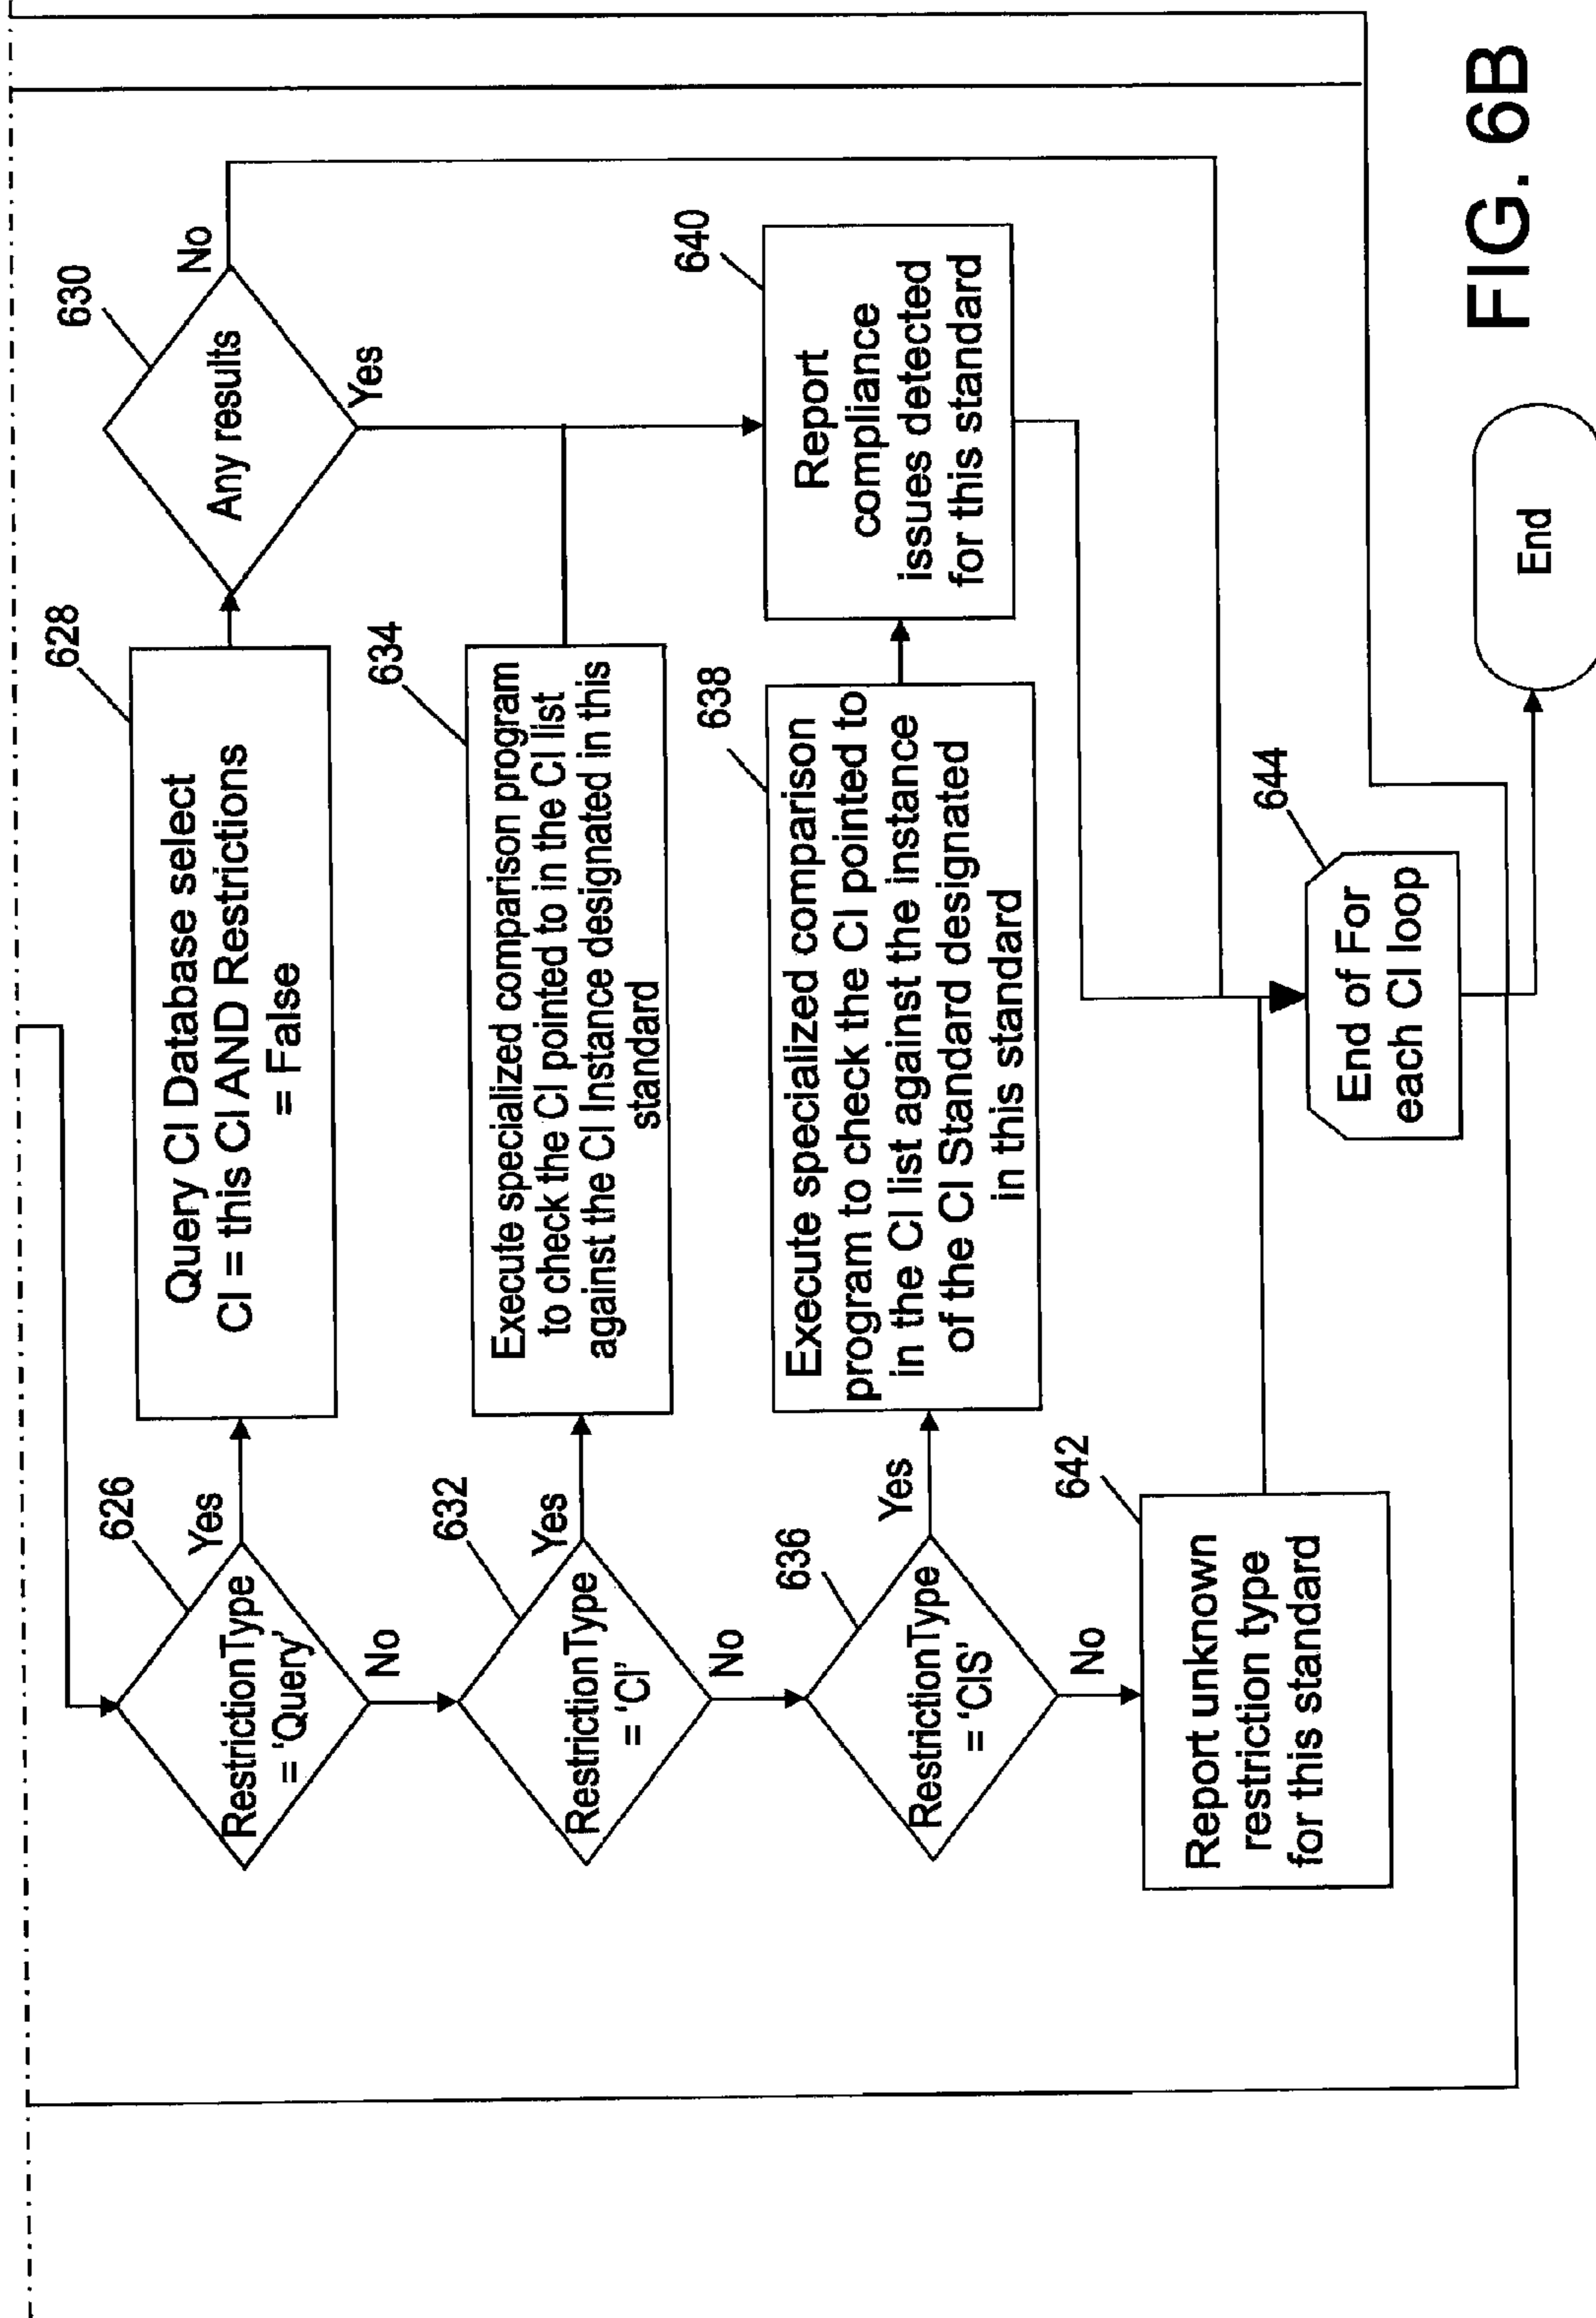 626
RestrictionType
= 'Query'
Yes
No
628
Query CI Database select
CI = this CI AND Restrictions
= False
630
Any results
No
Yes
632
RestrictionType
= 'CI'
Yes
No
634
Execute specialized comparison program
to check the CI pointed to in the CI list
against the CI Instance designated in this
standard
636
RestrictionType
= 'CIS'
Yes
No
638
Execute specialized comparison
program to check the CI pointed to
in the CI list against the instance
of the CI Standard designated
in this standard
640
Report
compliance
issues detected
for this standard
642
Report unknown
restriction type
for this standard
644
End of For
each CI loop
End
FIG. 6B